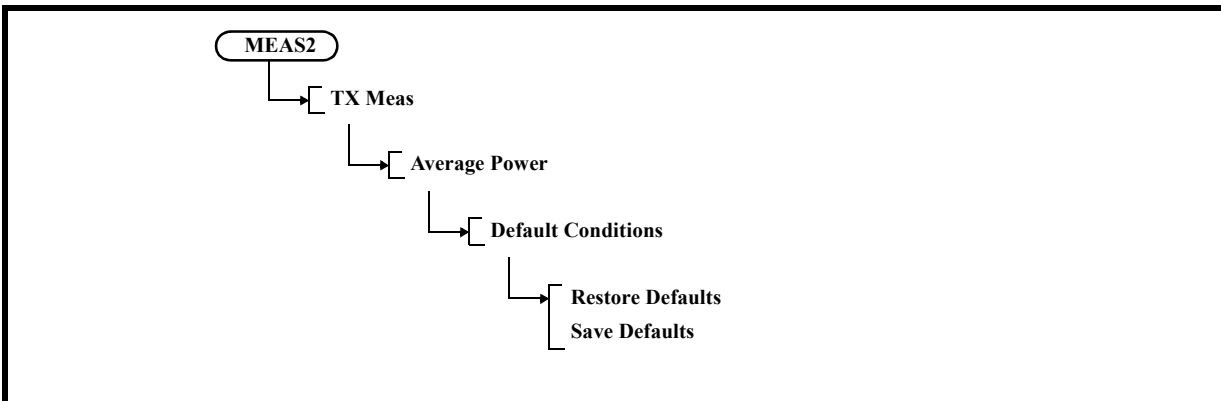 MEAS2
TX Meas
Average Power
Default Conditions
Restore Defaults
Save Defaults